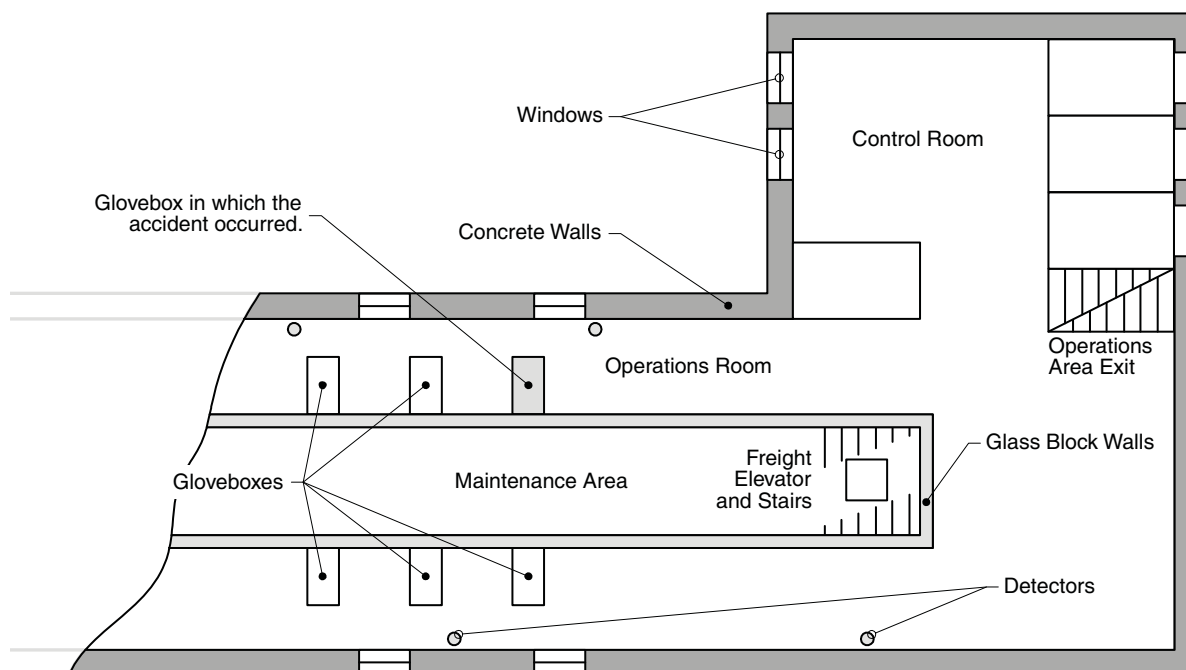 Windows
Control Room
Glovebox in which the
accident occurred.
Concrete Walls
Operations Room
Operations
Area Exit
Glass Block Walls
Freight
Elevator
and Stairs
Gloveboxes
Maintenance Area
Detectors